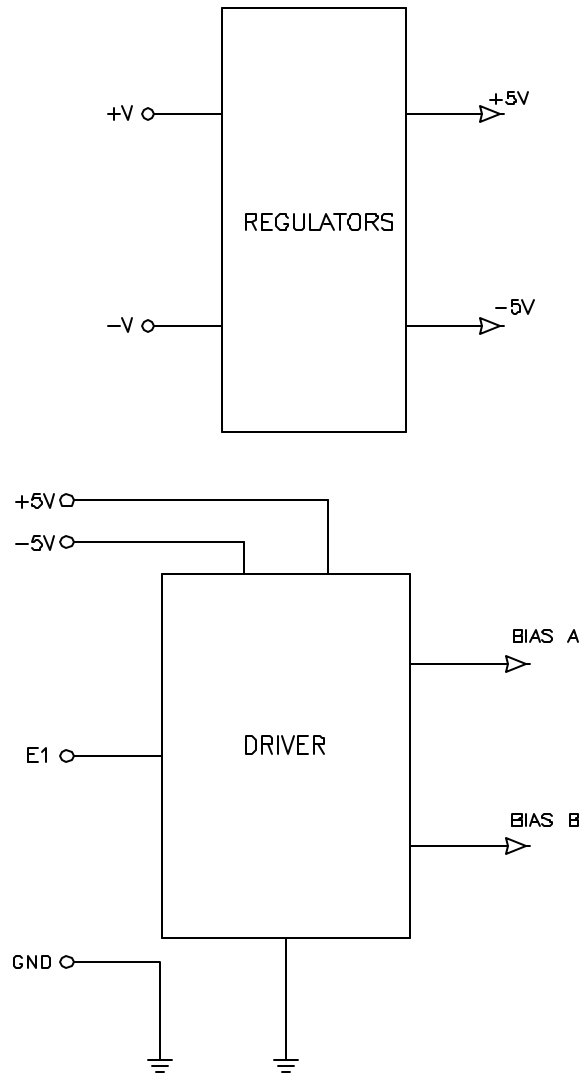 +5V
+V
REGULATORS
-5V
-V
+5V
-5V
BIAS A
DRIVER
E1
BIAS B
GND